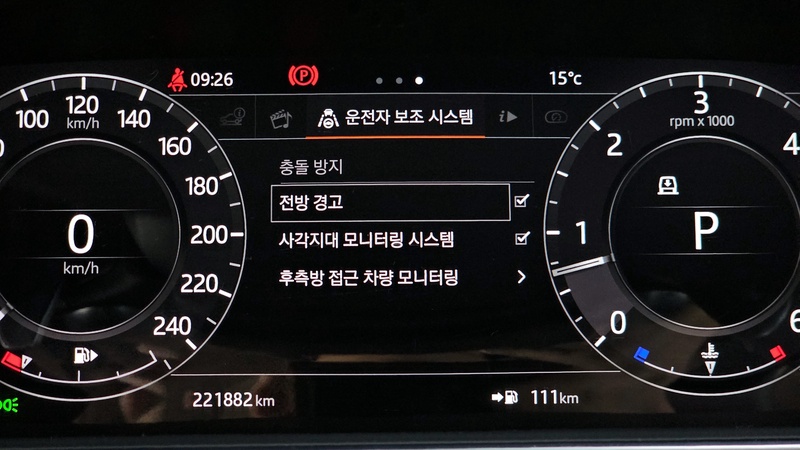 09:26
P
15°c
운전자 보조 시스템
i
충돌 방지
전방 경고
사각지대 모니터링 시스템
후측방 접근 차량 모니터링
100
120
140
160
180
200
220
240
km/h
0
km/h
0
1
2
3
4
6
rpm x 1000
P
221882 km
111km